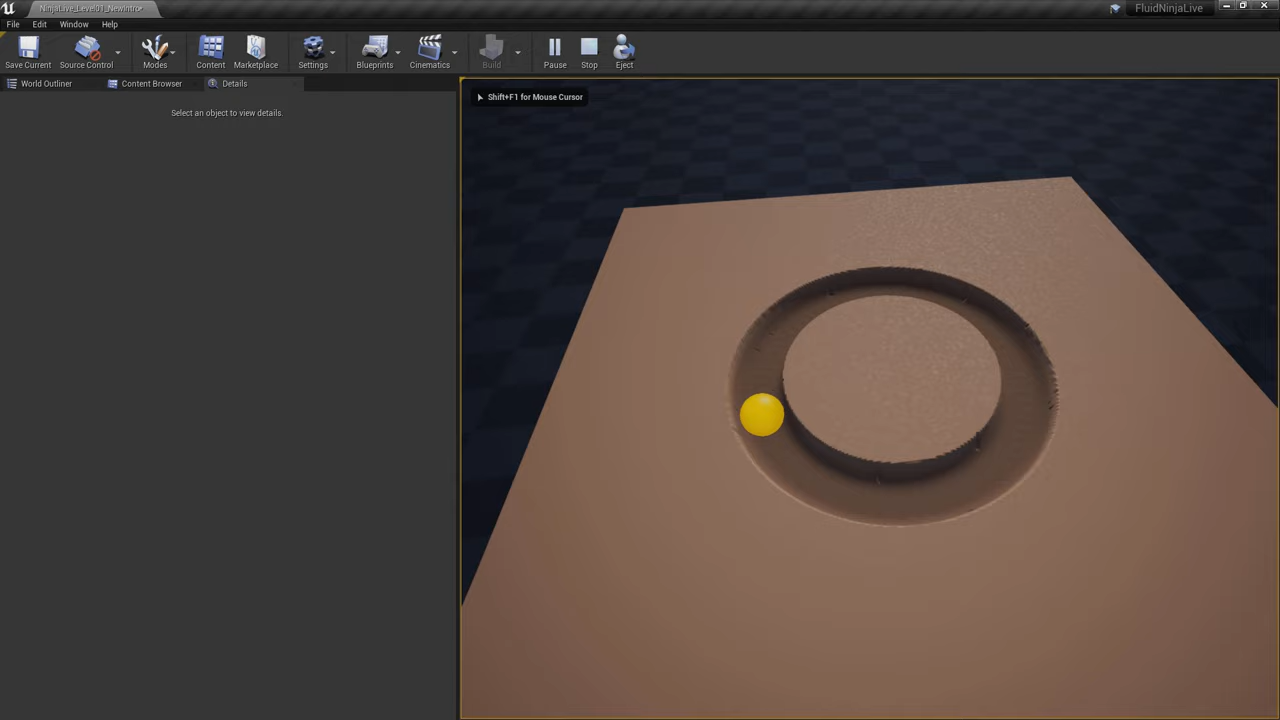 NinjaLive_Level01_NewIntro•
FluidNinjaLive
File Edit Window Help
Save Current Source Control Modes Content Marketplace Settings Blueprints Cinematics Build Pause Stop Eject
World Outliner Content Browser Details
Select an object to view details.
Shift+F1 for Mouse Cursor